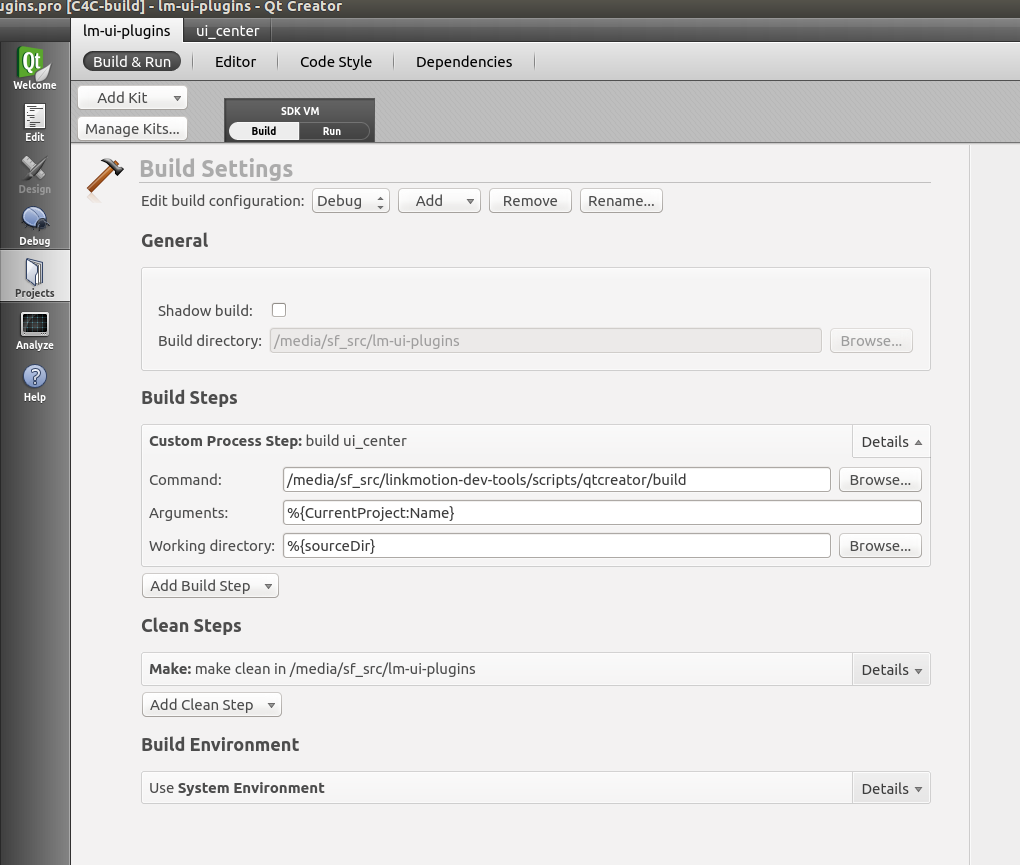 ugins.pro [C4C-build] - lm-ui-plugins - Qt Creator
lm-ui-plugins ui_center
Build & Run Editor Code Style Dependencies
Qt
Welcome
Edit
Design
Debug
Projects
Analyze
Help
Add Kit
Manage Kits...
SDK VM
Build Run
Build Settings
Edit build configuration: Debug Add Remove Rename...
General
Shadow build:
Build directory: /media/sf_src/lm-ui-plugins Browse...
Build Steps
Custom Process Step: build ui_center Details
Command: /media/sf_src/linkmotion-dev-tools/scripts/qtcreator/build Browse...
Arguments: %{CurrentProject:Name}
Working directory: %{sourceDir} Browse...
Add Build Step
Clean Steps
Make: make clean in /media/sf_src/lm-ui-plugins Details
Add Clean Step
Build Environment
Use System Environment Details